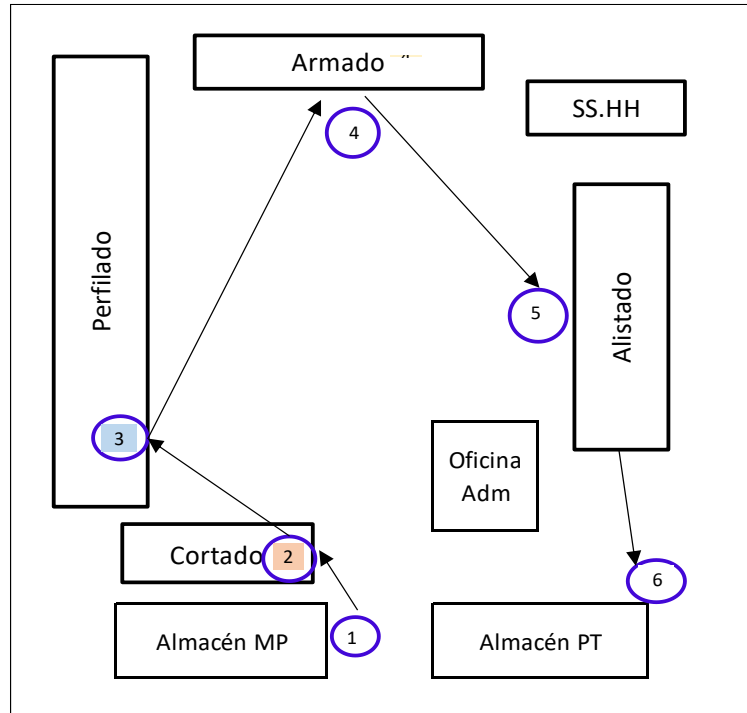 Armado
4
SS.HH
Perfilado
Alistado
5
3
Oficina
Adm
Cortado
2
6
Almacén MP
1
Almacén PT